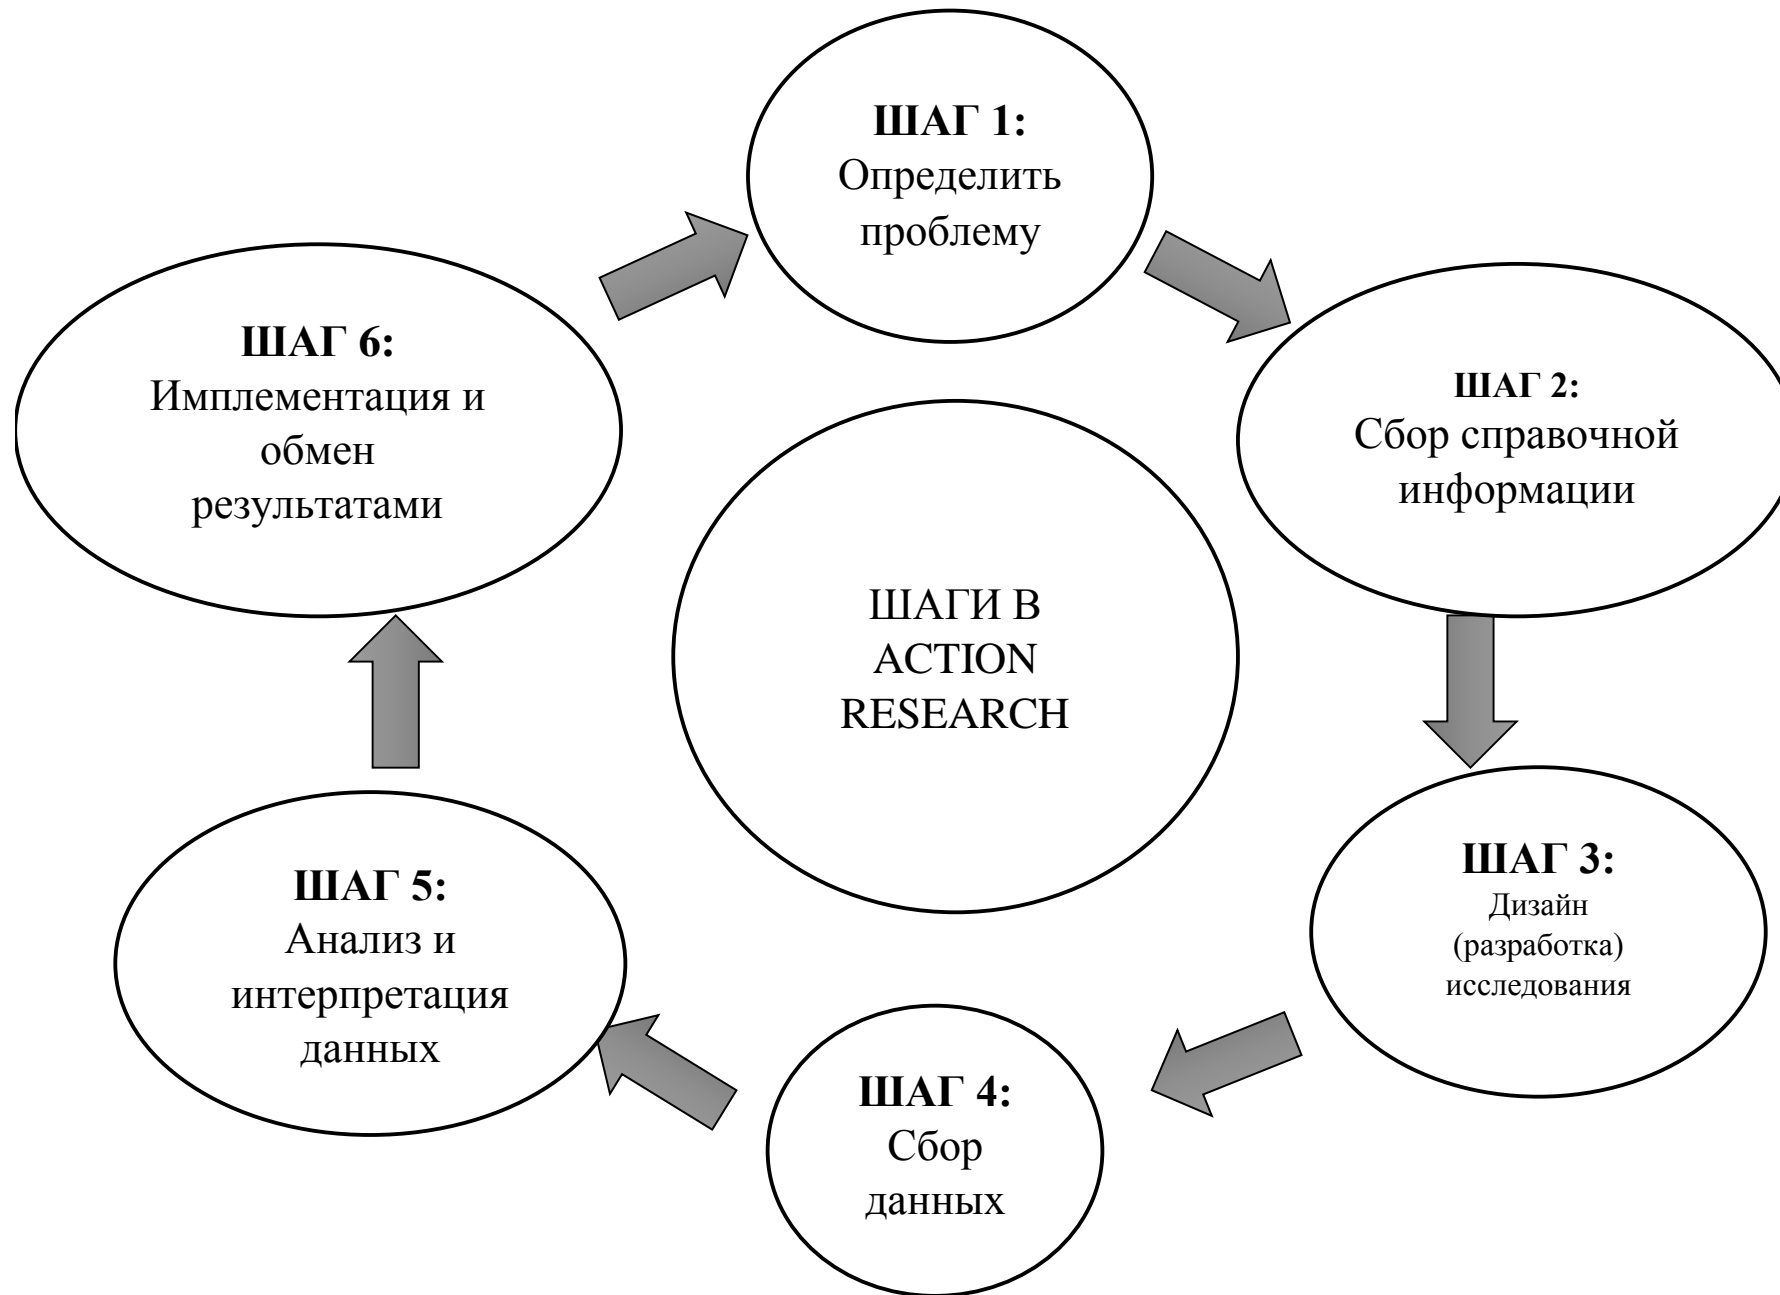 ШАГ 1:
Определить
проблему
ШАГ 2:
Сбор справочной
информации
ШАГ 3:
Дизайн
(разработка)
исследования
ШАГ 4:
Сбор
данных
ШАГ 5:
Анализ и
интерпретация
данных
ШАГ 6:
Имплементация и
обмен
результатами
ШАГИ В
ACTION
RESEARCH